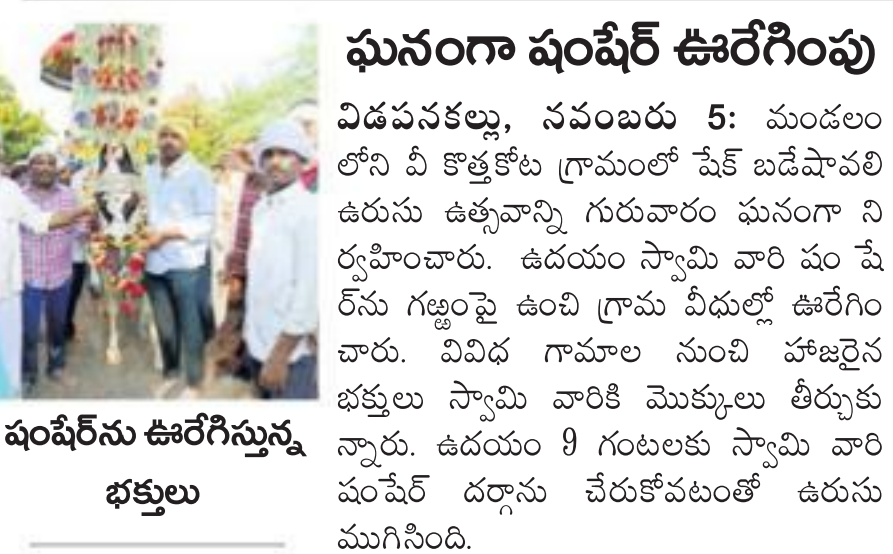 ఘనంగా షంషేర్ ఊరేగింపు
విడపనకల్లు, నవంబరు 5: మండలం
లోని వీ కొత్తకోట గ్రామంలో షేక్ బడేషావలి
ఉరుసు ఉత్సవాన్ని గురువారం ఘనంగా ని
ర్వహించారు. ఉదయం స్వామి వారి షం షే
ర్‌ను గఱ్ఱంపై ఉంచి గ్రామ వీధుల్లో ఊరేగిం
చారు. వివిధ గామాల నుంచి హాజరైన
భక్తులు స్వామి వారికి మొక్కులు తీర్చుకు
న్నారు. ఉదయం 9 గంటలకు స్వామి వారి
షంషేర్ దర్గాను చేరుకోవటంతో ఉరుసు
ముగిసింది.
షంషేర్‌ను ఊరేగిస్తున్న
భక్తులు